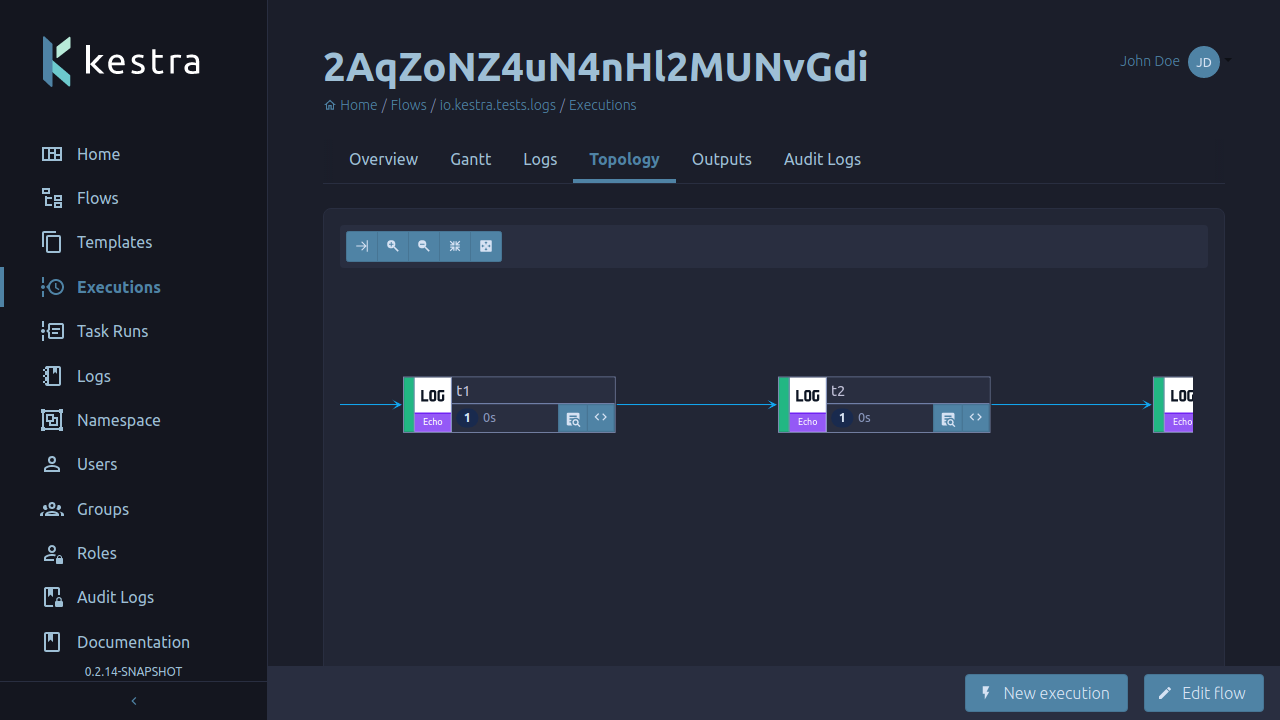 kestra
Home
Flows
Templates
Executions
Task Runs
Logs
Namespace
Users
Groups
Roles
Audit Logs
Documentation
0.2.14-SNAPSHOT
2AqZoNZ4uN4nHl2MUNvGdi
John Doe JD
Home / Flows / io.kestra.tests.logs / Executions
Overview Gantt Logs Topology Outputs Audit Logs
LOG t1
Echo 1 0s
LOG t2
Echo 1 0s
LOG
Echo
New execution Edit flow